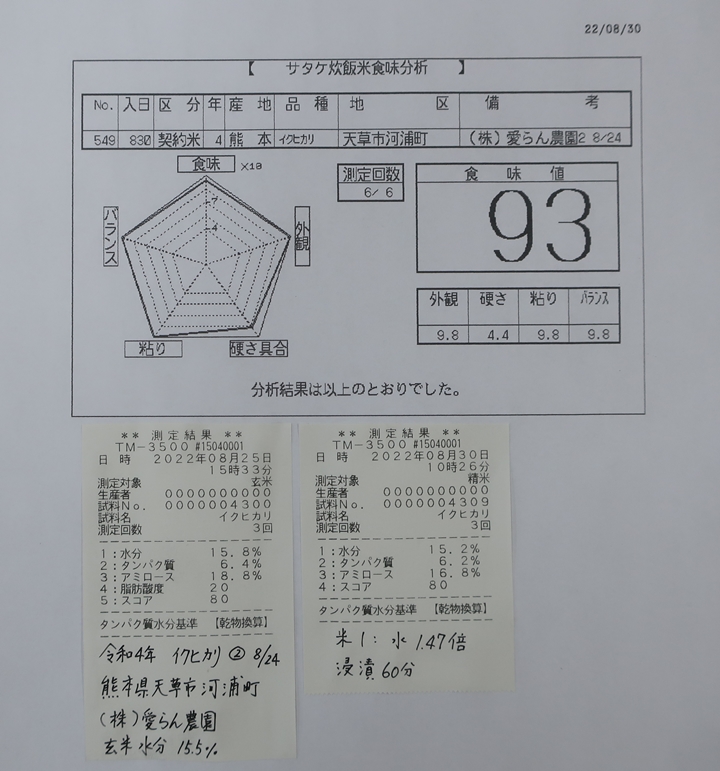 22/08/30
【 サタケ炊飯米食味分析 】
No. 入日 区分 年 産地 品種 地区 備考
549 830 契約米 4 熊本 イクヒカリ 天草市河浦町 (株)愛らん農園2 8/24
食味 ×10
7
4
バランス
外観
粘り
硬さ具合
測定回数
6/ 6
食味値
93
外観 硬さ 粘り バランス
9.8 4.4 9.8 9.8
分析結果は以上のとおりでした。
** 測定結果 **
TM-3500 #15040001
日時 2022年08月25日
15時33分
測定対象 玄米
生産者 0000000000
試料No. 0000004300
試料名 イクヒカリ
測定回数 3回
1:水分 15.8%
2:タンパク質 6.4%
3:アミロース 18.8%
4:脂肪酸度 20
5:スコア 80
タンパク質水分基準 【乾物換算】
令和4年 イクヒカリ ② 8/24
熊本県天草市河浦町
(株)愛らん農園
玄米水分 15.5%
** 測定結果 **
TM-3500 #15040001
日時 2022年08月30日
10時26分
測定対象 精米
生産者 0000000000
試料No. 0000004309
試料名 イクヒカリ
測定回数 3回
1:水分 15.2%
2:タンパク質 6.2%
3:アミロース 16.8%
4:スコア 80
タンパク質水分基準 【乾物換算】
米1: 水 1.47倍
浸漬60分